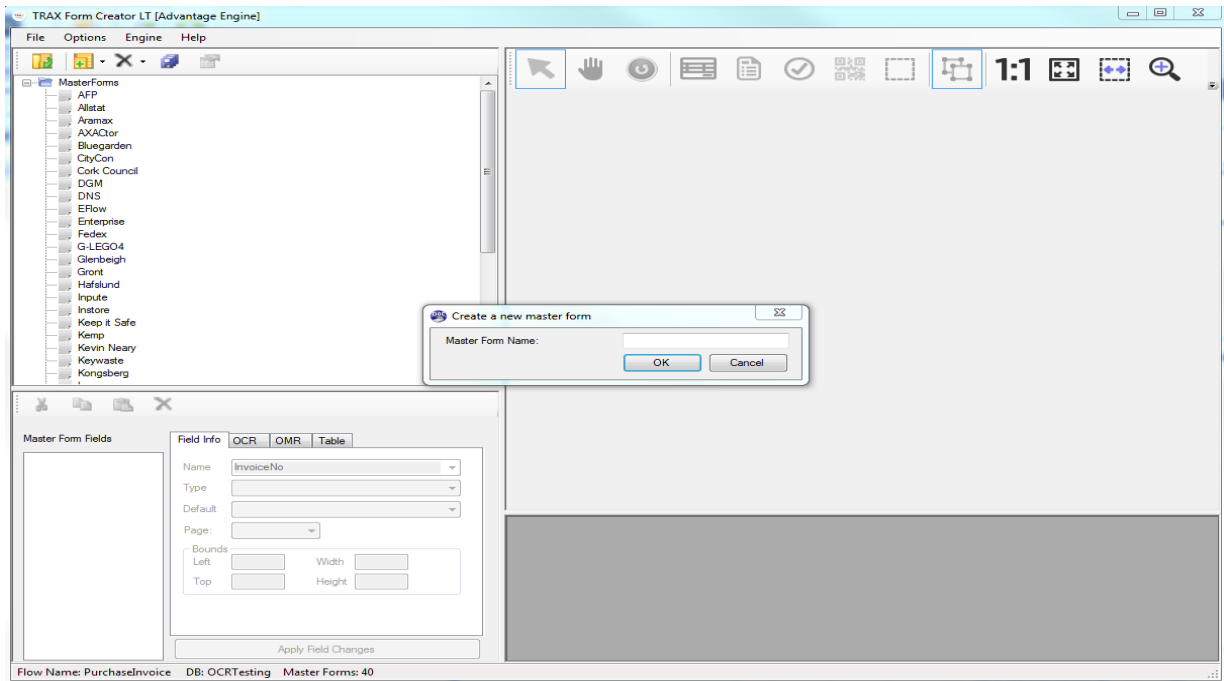 TRAX Form Creator LT [Advantage Engine]
File Options Engine Help
1:1
MasterForms
AFP
Allstat
Aramax
AXACtor
Bluegarden
CityCon
Cork Council
DGM
DNS
EFlow
Enterprise
Fedex
G-LEGO4
Glenbeigh
Gront
Hafslund
Inpute
Instore
Keep it Safe
Kemp
Kevin Neary
Keywaste
Kongsberg
Create a new master form
Master Form Name:
OK Cancel
Master Form Fields
Field Info OCR OMR Table
Name InvoiceNo
Type
Default
Page:
Bounds
Left Width
Top Height
Apply Field Changes
Flow Name: PurchaseInvoice DB: OCRTesting Master Forms: 40